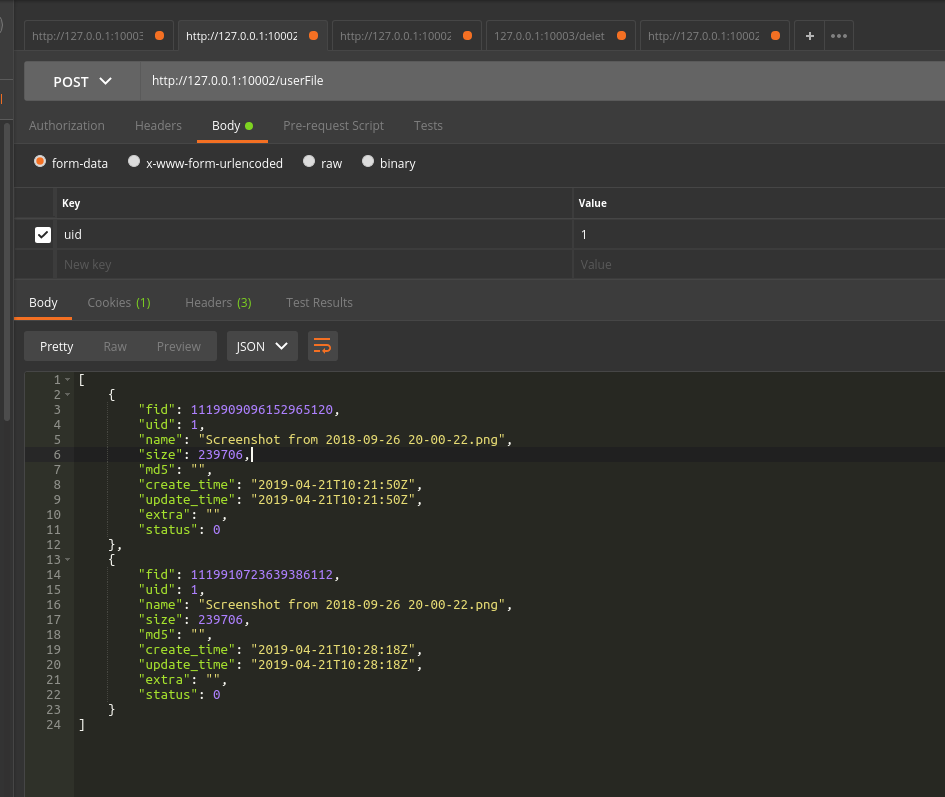 http://127.0.0.1:10003 http://127.0.0.1:10002 http://127.0.0.1:10002 127.0.0.1:10003/delet http://127.0.0.1:10002 + •••
POST http://127.0.0.1:10002/userFile
Authorization Headers Body Pre-request Script Tests
form-data x-www-form-urlencoded raw binary
Key Value
uid 1
New key Value
Body Cookies (1) Headers (3) Test Results
Pretty Raw Preview JSON
1 [
2 {
3 "fid": 1119909096152965120,
4 "uid": 1,
5 "name": "Screenshot from 2018-09-26 20-00-22.png",
6 "size": 239706,
7 "md5": "",
8 "create_time": "2019-04-21T10:21:50Z",
9 "update_time": "2019-04-21T10:21:50Z",
10 "extra": "",
11 "status": 0
12 },
13 {
14 "fid": 1119910723639386112,
15 "uid": 1,
16 "name": "Screenshot from 2018-09-26 20-00-22.png",
17 "size": 239706,
18 "md5": "",
19 "create_time": "2019-04-21T10:28:18Z",
20 "update_time": "2019-04-21T10:28:18Z",
21 "extra": "",
22 "status": 0
23 }
24 ]